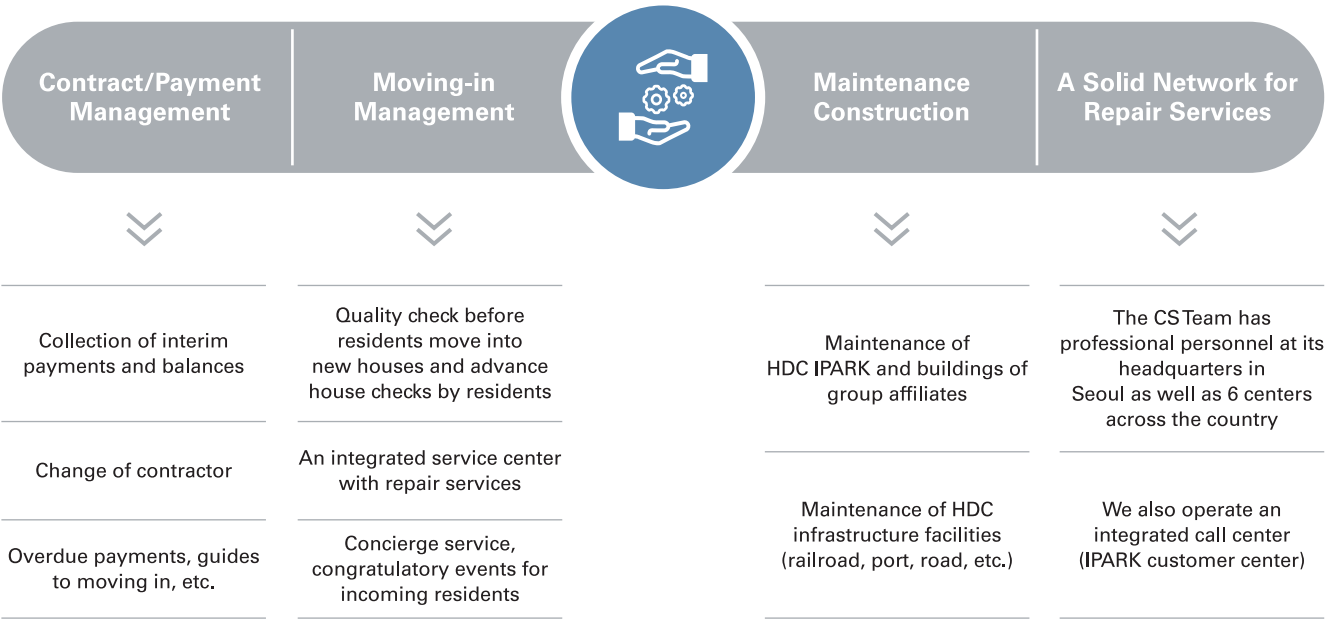 Contract/Payment
Management
Moving-in
Management
Maintenance
Construction
A Solid Network for
Repair Services
Collection of interim
payments and balances
Change of contractor
Overdue payments, guides
to moving in, etc.
Quality check before
residents move into
new houses and advance
house checks by residents
An integrated service center
with repair services
Concierge service,
congratulatory events for
incoming residents
Maintenance of
HDC IPARK and buildings of
group affiliates
Maintenance of HDC
infrastructure facilities
(railroad, port, road, etc.)
The CS Team has
professional personnel at its
headquarters in
Seoul as well as 6 centers
across the country
We also operate an
integrated call center
(IPARK customer center)